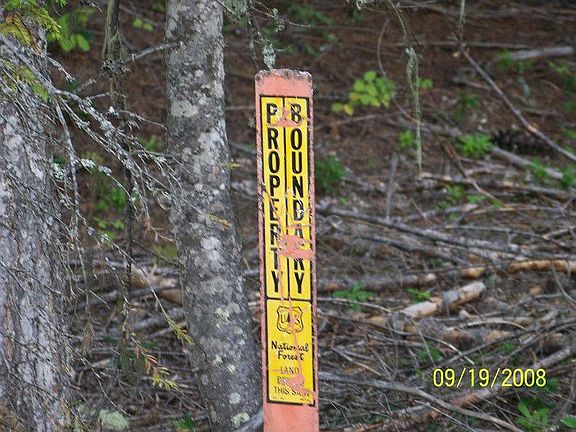 PROPERTY
BOUNDARY
U S
National
Forest
LAND
THIS SIGN
09/19/2008